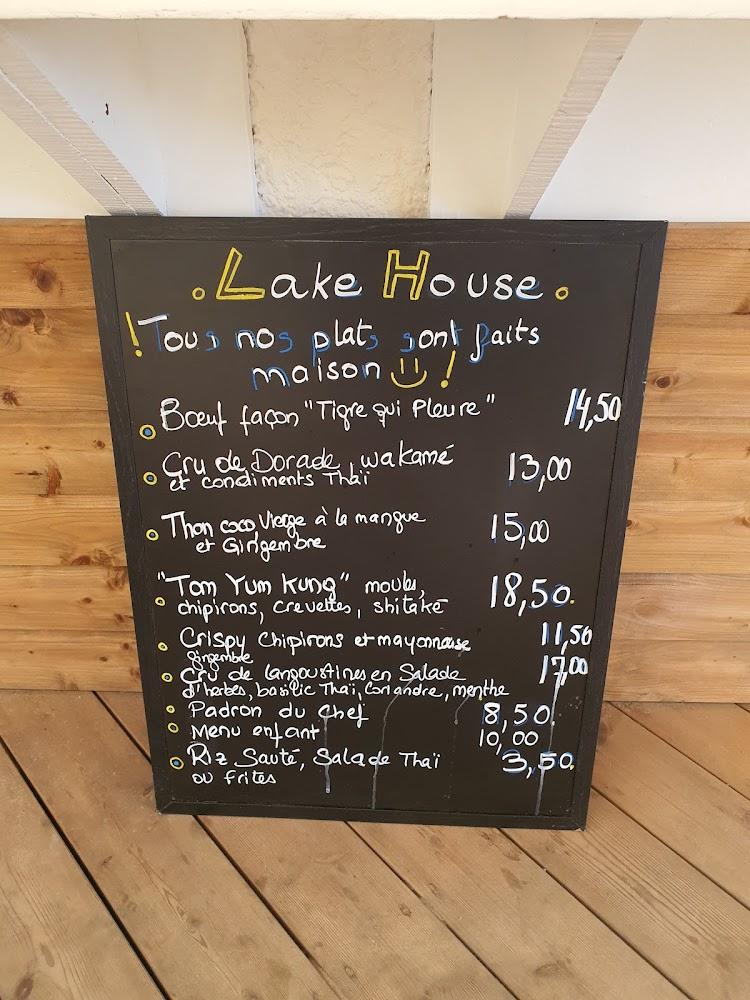 . Lake House .
! Tous nos plats sont faits
maison !
Bœuf façon "Tigre qui Pleure" 14,50
Cru de Dorade, wakamé 13,00
et condiments Thaï
Thon coco Vierge à la mangue 15,00
et Gingembre
"Tom Yum Kung" moules, 18,50
chipirons, crevettes, shitaké
Crispy Chipirons et mayonnaise 11,50
gingembre
Cru de langoustines en Salade 17,00
d'herbes, basilic Thaï, Coriandre, menthe
Padron du Chef 8,50
Menu enfant 10,00
Riz Sauté, Salade Thaï 3,50
ou frites